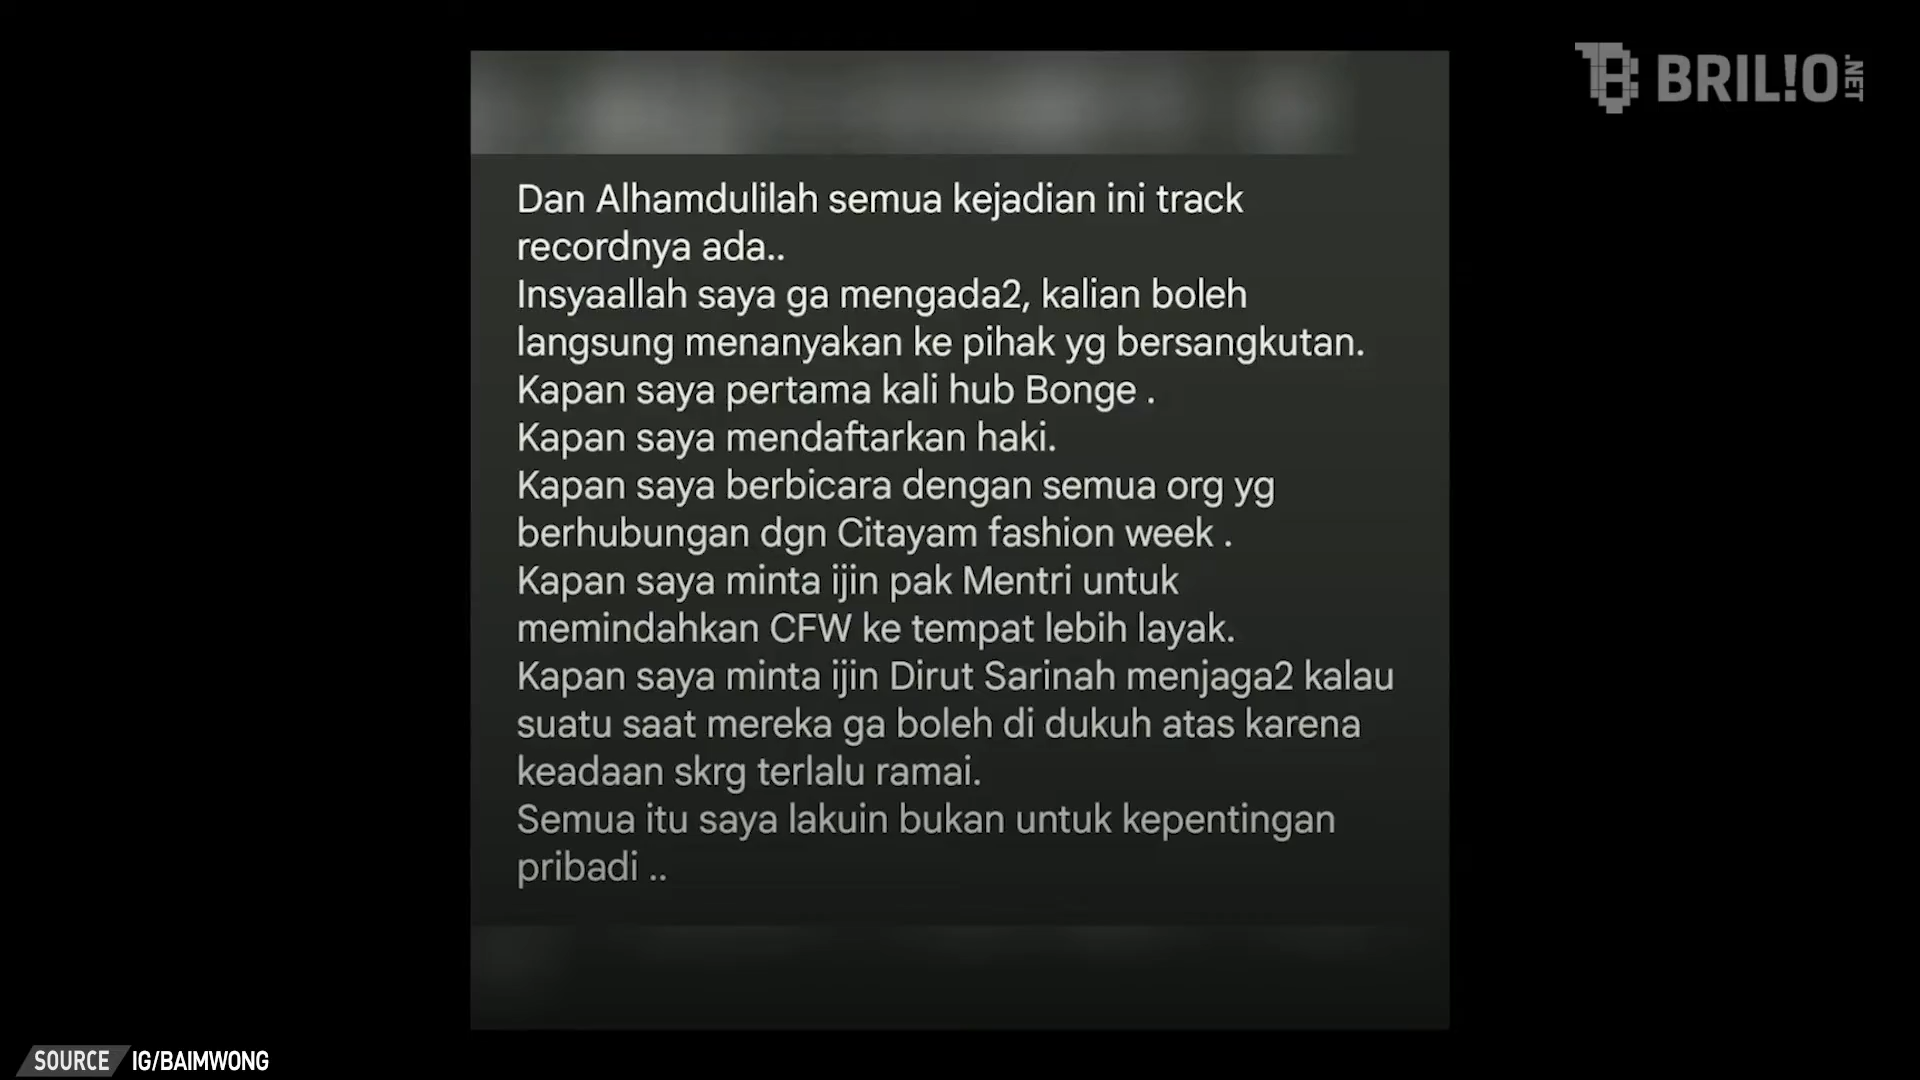 BRIL!O.NET
Dan Alhamdulilah semua kejadian ini track
recordnya ada..
Insyaallah saya ga mengada2, kalian boleh
langsung menanyakan ke pihak yg bersangkutan.
Kapan saya pertama kali hub Bonge .
Kapan saya mendaftarkan haki.
Kapan saya berbicara dengan semua org yg
berhubungan dgn Citayam fashion week .
Kapan saya minta ijin pak Mentri untuk
memindahkan CFW ke tempat lebih layak.
Kapan saya minta ijin Dirut Sarinah menjaga2 kalau
suatu saat mereka ga boleh di dukuh atas karena
keadaan skrg terlalu ramai.
Semua itu saya lakuin bukan untuk kepentingan
pribadi ..
SOURCE IG/BAIMWONG